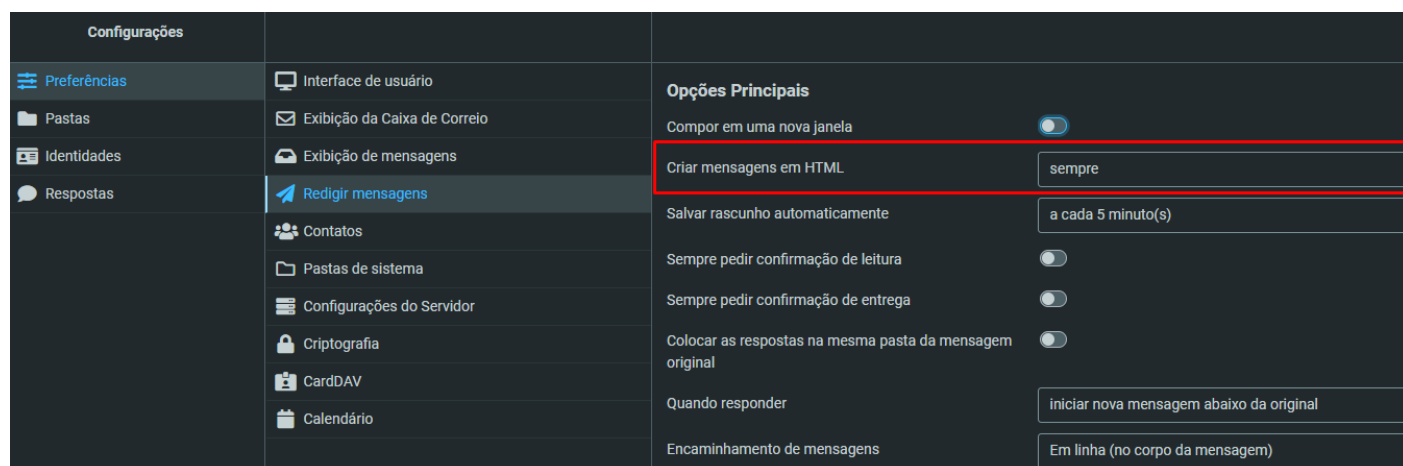 Configurações
Preferências
Pastas
Identidades
Respostas
Interface de usuário
Exibição da Caixa de Correio
Exibição de mensagens
Redigir mensagens
Contatos
Pastas de sistema
Configurações do Servidor
Criptografia
CardDAV
Calendário
Opções Principais
Compor em uma nova janela
Criar mensagens em HTML
sempre
Salvar rascunho automaticamente
a cada 5 minuto(s)
Sempre pedir confirmação de leitura
Sempre pedir confirmação de entrega
Colocar as respostas na mesma pasta da mensagem
original
Quando responder
iniciar nova mensagem abaixo da original
Encaminhamento de mensagens
Em linha (no corpo da mensagem)